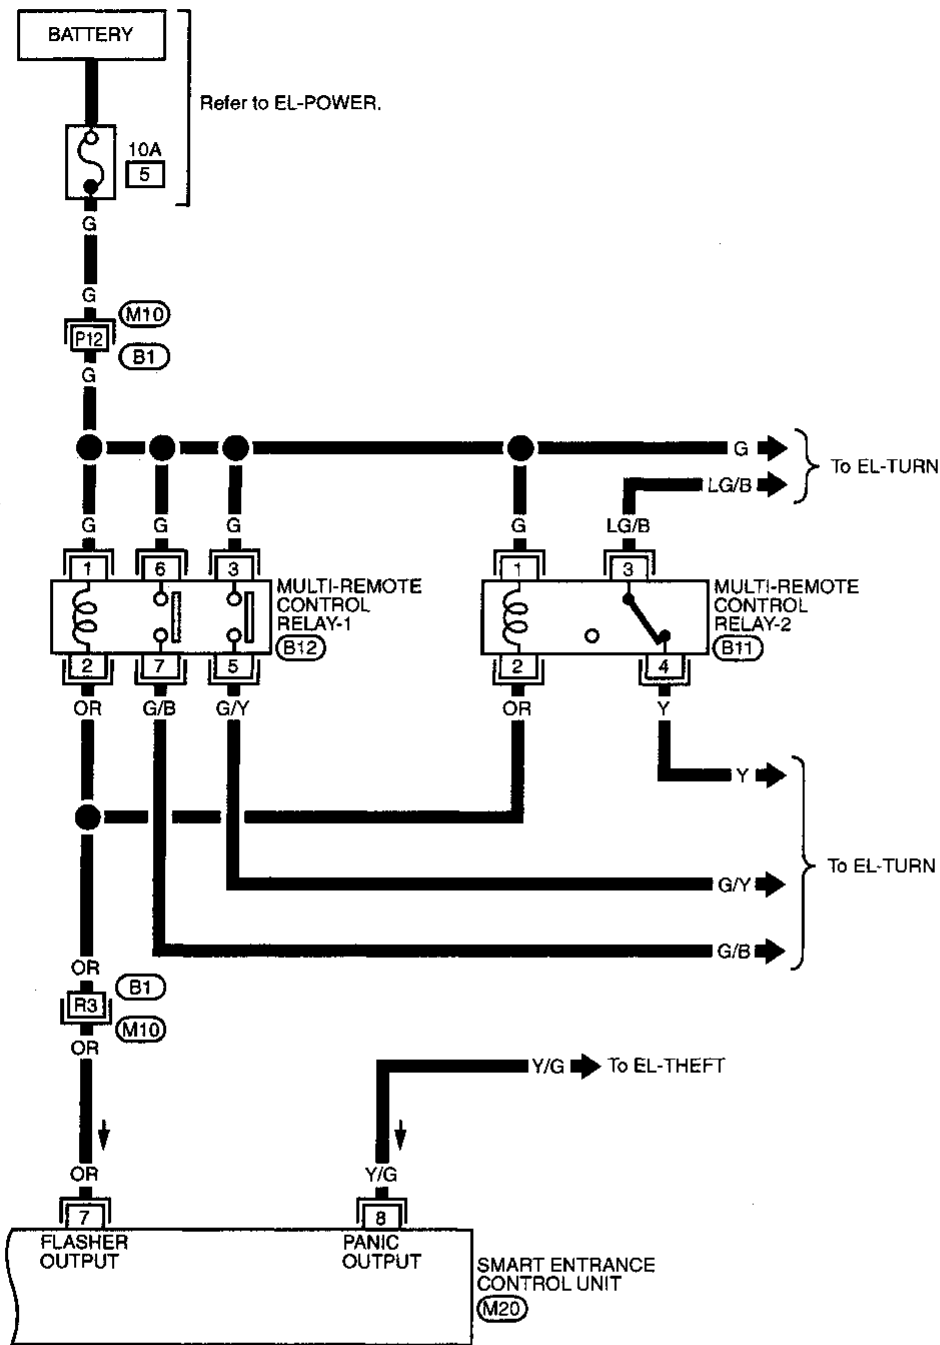 BATTERY
Refer to EL-POWER.
10A
5
G
G
M10
P12
B1
G
G
To EL-TURN
LG/B
G
G
G
G
LG/B
1
6
3
1
3
MULTI-REMOTE
CONTROL
RELAY-1
B12
MULTI-REMOTE
CONTROL
RELAY-2
B11
2
7
5
2
4
OR
G/B
G/Y
OR
Y
Y
To EL-TURN
G/Y
G/B
OR
B1
R3
M10
OR
Y/G
To EL-THEFT
OR
Y/G
7
8
FLASHER
OUTPUT
PANIC
OUTPUT
SMART ENTRANCE
CONTROL UNIT
M20